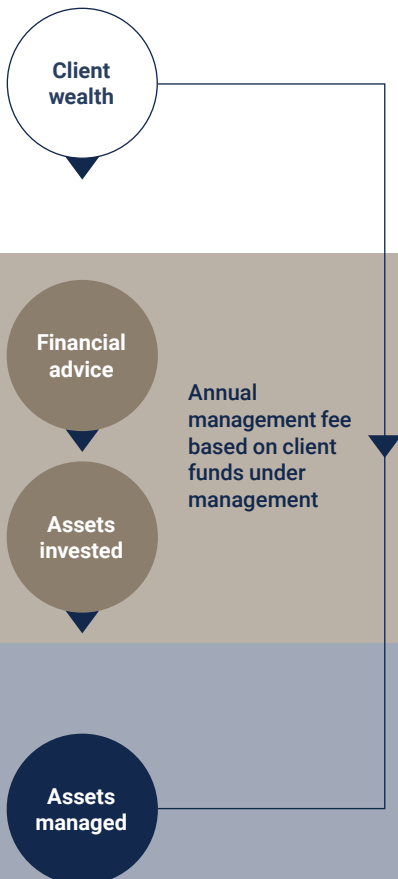 Client
wealth
Financial
advice
Annual
management fee
based on client
funds under
management
Assets
invested
Assets
managed